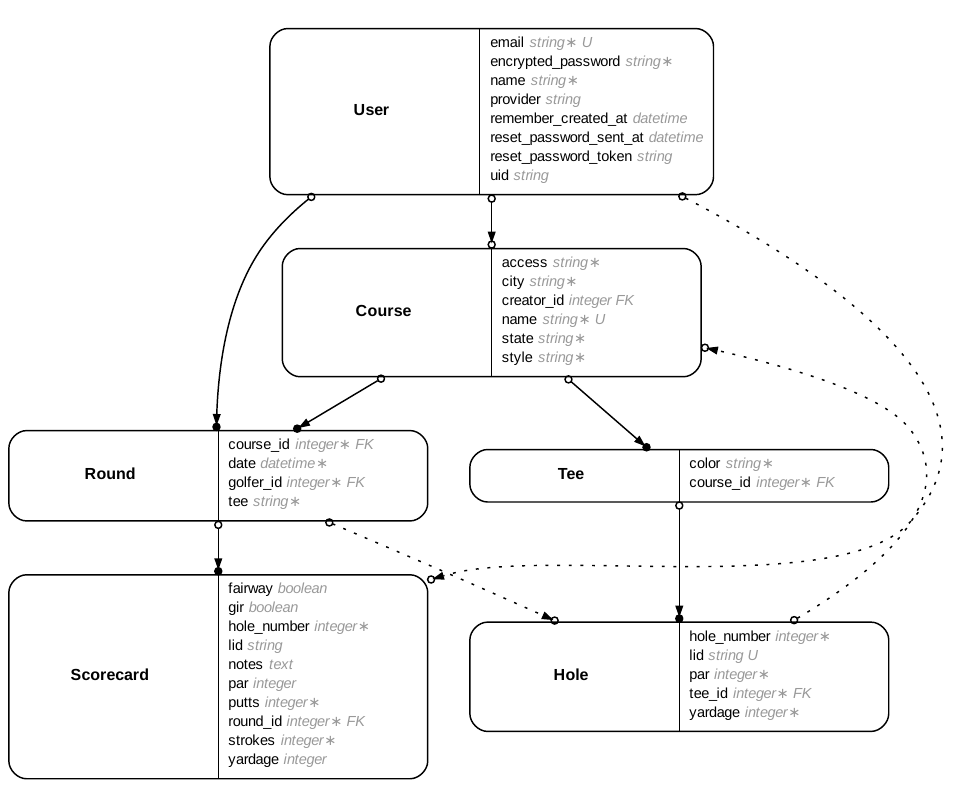 User
email string∗ U
encrypted_password string∗
name string∗
provider string
remember_created_at datetime
reset_password_sent_at datetime
reset_password_token string
uid string
Course
access string∗
city string∗
creator_id integer FK
name string∗ U
state string∗
style string∗
Round
course_id integer∗ FK
date datetime∗
golfer_id integer∗ FK
tee string∗
Tee
color string∗
course_id integer∗ FK
Scorecard
fairway boolean
gir boolean
hole_number integer∗
lid string
notes text
par integer
putts integer∗
round_id integer∗ FK
strokes integer∗
yardage integer
Hole
hole_number integer∗
lid string U
par integer∗
tee_id integer∗ FK
yardage integer∗